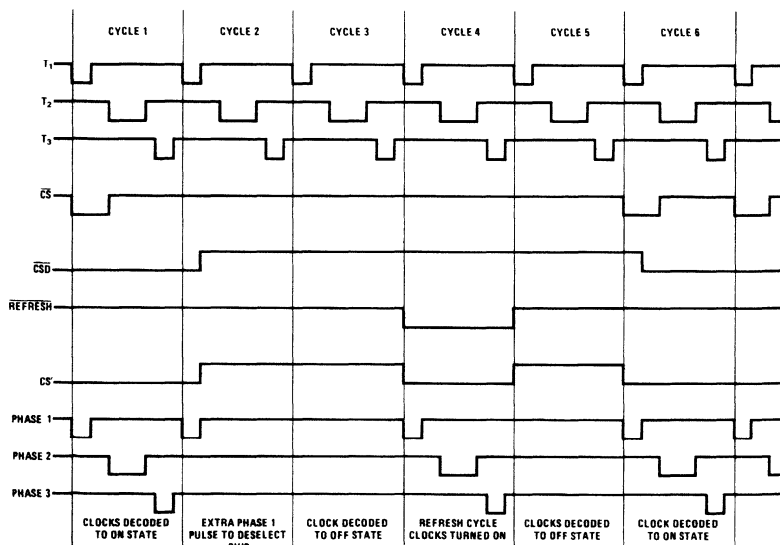 CYCLE 1 CYCLE 2 CYCLE 3 CYCLE 4 CYCLE 5 CYCLE 6
T1
T2
T3
CS
CSD
REFRESH
CS'
PHASE 1
PHASE 2
PHASE 3
CLOCKS DECODED EXTRA PHASE 1 CLOCK DECODED REFRESH CYCLE CLOCKS DECODED CLOCK DECODED
TO ON STATE PULSE TO DESELECT TO OFF STATE CLOCKS TURNED ON TO OFF STATE TO ON STATE